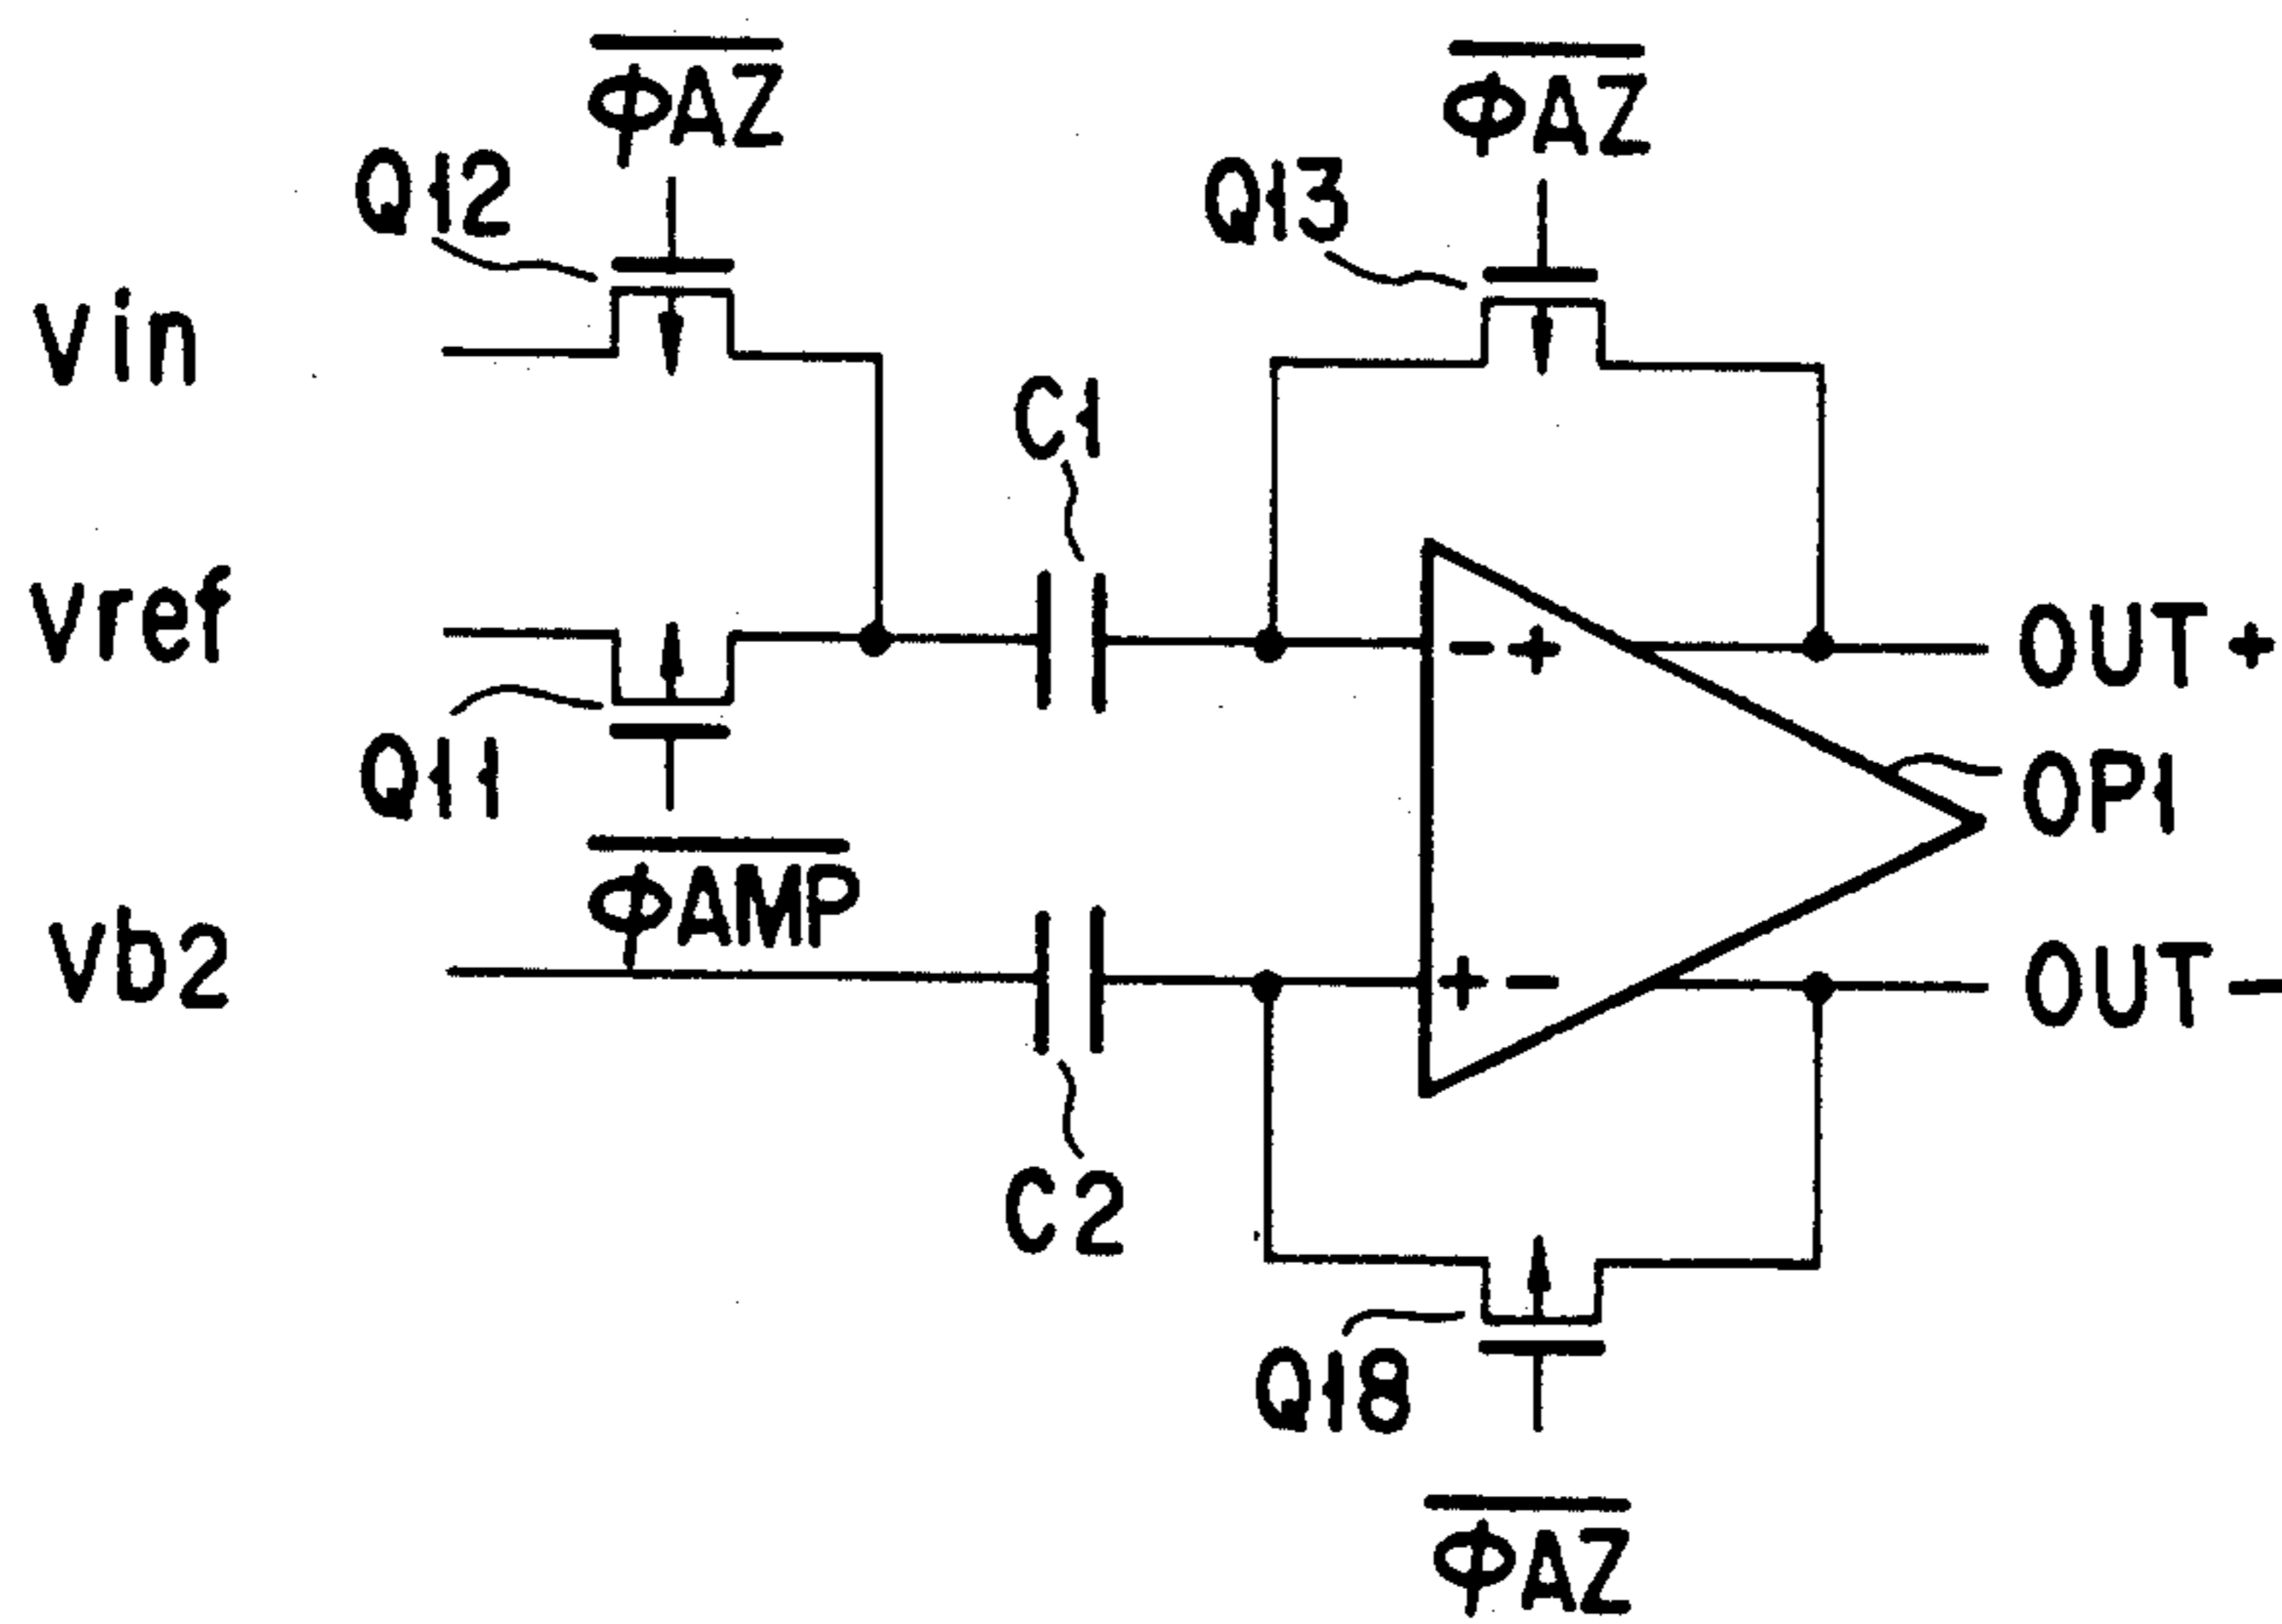 φAZ
φAZ
Q12
Q13
vin
C1
vref
- +
OUT+
Q11
OP1
φAMP
vb2
+ -
OUT-
C2
Q18
φAZ